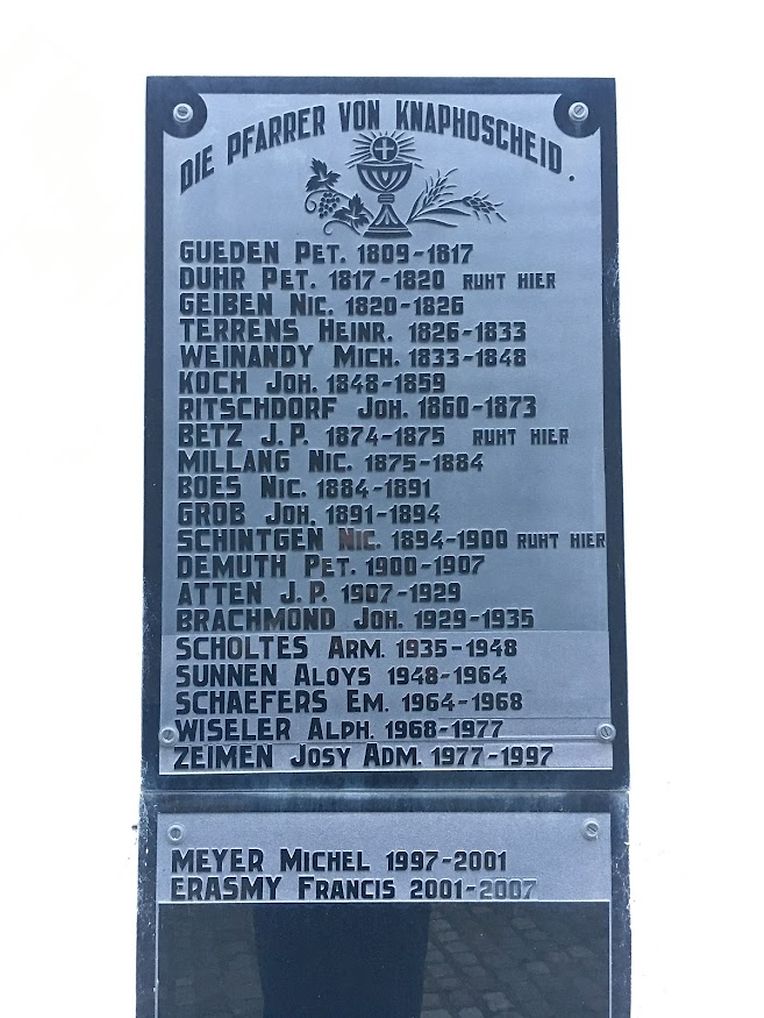 DIE PFARRER VON KNAPHOSCHEID.
GUEDEN PET. 1809-1817
DUHR PET. 1817-1820 RUHT HIER
GEIBEN NIC. 1820-1826
TERRENS HEINR. 1826-1833
WEINANDY MICH. 1833-1848
KOCH JOH. 1848-1859
RITSCHDORF JOH. 1860-1873
BETZ J.P. 1874-1875 RUHT HIER
MILLANG NIC. 1875-1884
BOES NIC. 1884-1891
GROB JOH. 1891-1894
SCHINTGEN NIC. 1894-1900 RUHT HIER
DEMUTH PET. 1900-1907
ATTEN J.P. 1907-1929
BRACHMOND JOH. 1929-1935
SCHOLTES ARM. 1935-1948
SUNNEN ALOYS 1948-1964
SCHAEFERS EM. 1964-1968
WISELER ALPH. 1968-1977
ZEIMEN JOSY ADM. 1977-1997
MEYER MICHEL 1997-2001
ERASMY FRANCIS 2001-2007